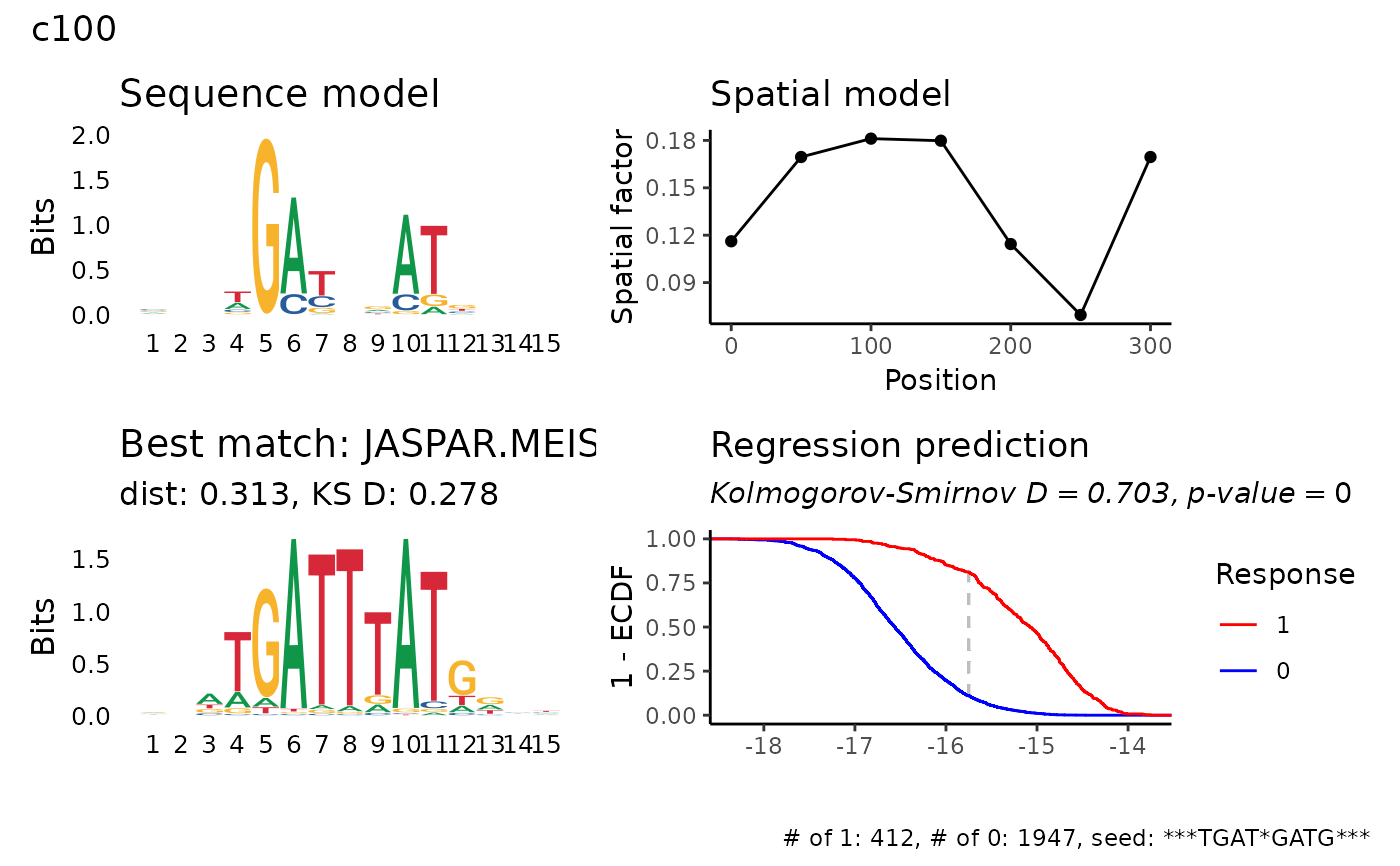 c100
Sequence model
Bits
2.0
1.5
1.0
0.5
0.0
1 2 3 4 5 6 7 8 9 10 11 12 13 14 15
Spatial model
Spatial factor
0.18
0.15
0.12
0.09
0 100 200 300
Position
Best match: JASPAR.MEIS
dist: 0.313, KS D: 0.278
Bits
1.5
1.0
0.5
0.0
1 2 3 4 5 6 7 8 9 10 11 12 13 14 15
Regression prediction
Kolmogorov-Smirnov D = 0.703, p-value = 0
1 - ECDF
1.00
0.75
0.50
0.25
0.00
-18 -17 -16 -15 -14
Response
1
0
# of 1: 412, # of 0: 1947, seed: ***TGAT*GATG***